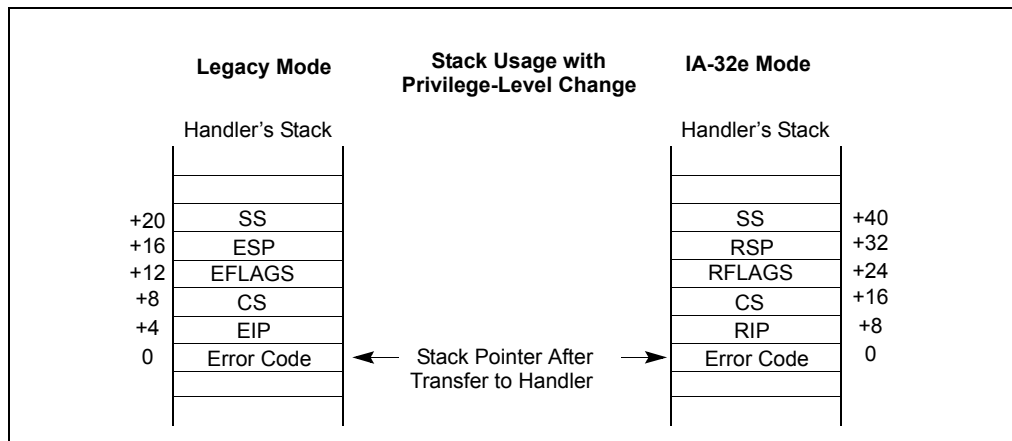 Legacy Mode
Stack Usage with
Privilege-Level Change
IA-32e Mode
Handler’s Stack
Handler’s Stack
+20 SS SS +40
+16 ESP RSP +32
+12 EFLAGS RFLAGS +24
+8 CS CS +16
+4 EIP RIP +8
0 Error Code Stack Pointer After Error Code 0
Transfer to Handler